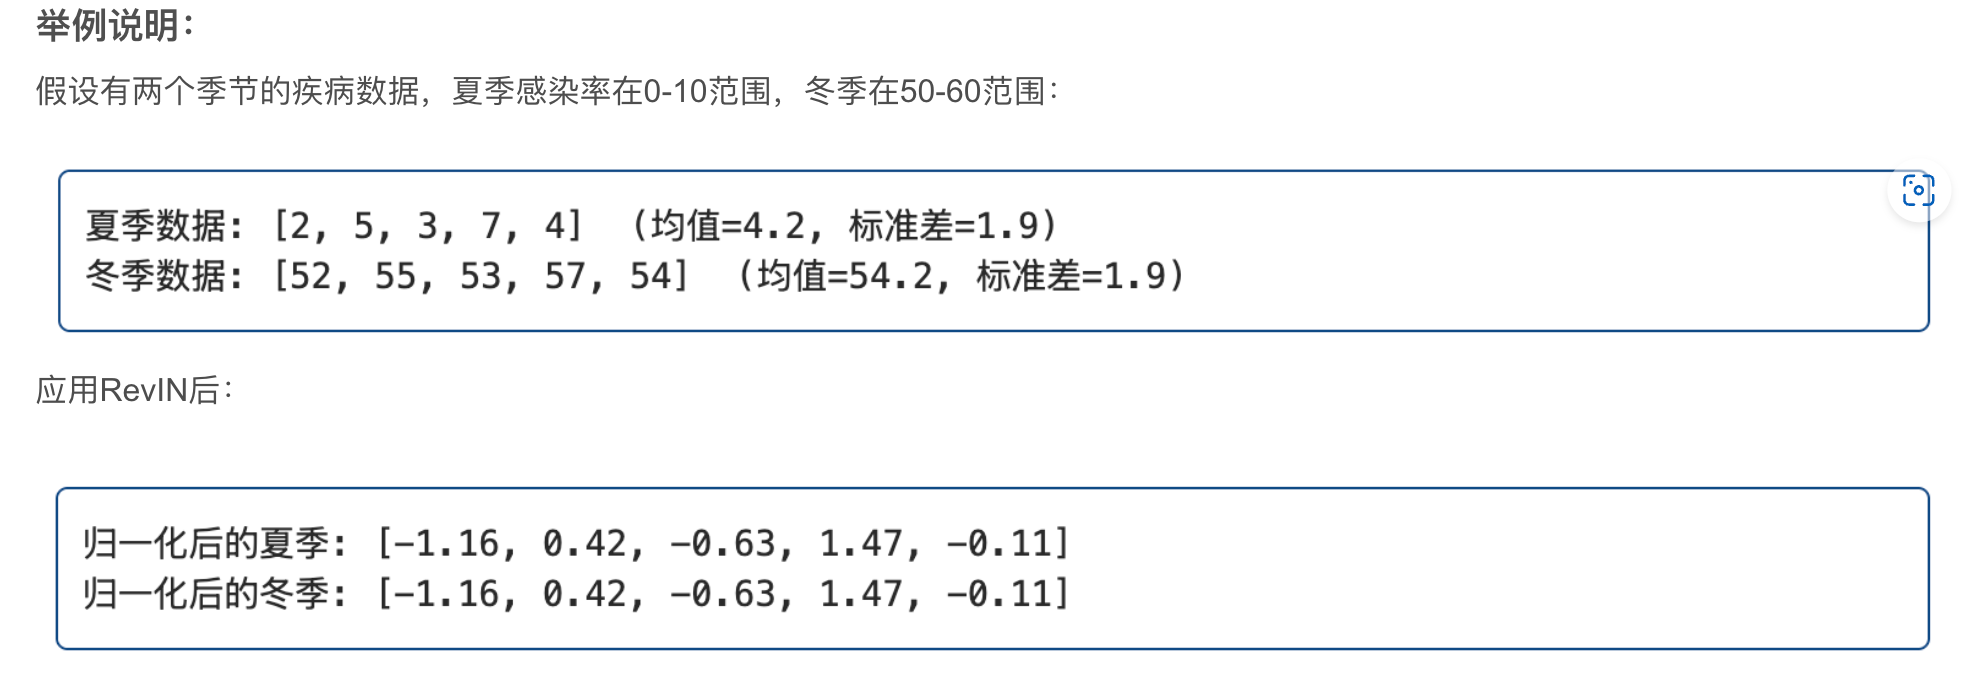 举例说明：
假设有两个季节的疾病数据，夏季感染率在0-10范围，冬季在50-60范围：
夏季数据: [2, 5, 3, 7, 4]  (均值=4.2, 标准差=1.9)
冬季数据: [52, 55, 53, 57, 54]  (均值=54.2, 标准差=1.9)
应用RevIN后：
归一化后的夏季: [-1.16, 0.42, -0.63, 1.47, -0.11]
归一化后的冬季: [-1.16, 0.42, -0.63, 1.47, -0.11]